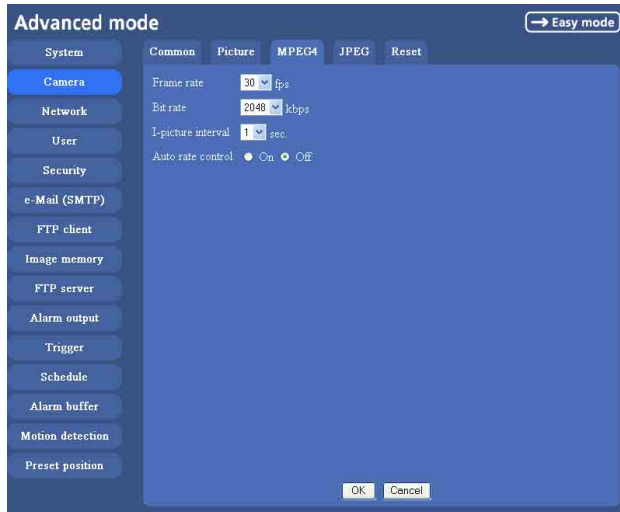 Advanced mode
→ Easy mode
System
Camera
Network
User
Security
e-Mail (SMTP)
FTP client
Image memory
FTP server
Alarm output
Trigger
Schedule
Alarm buffer
Motion detection
Preset position
Common Picture MPEG4 JPEG Reset
Frame rate 30 fps
Bit rate 2048 kbps
I-picture interval 1 sec.
Auto rate control On Off
OK Cancel